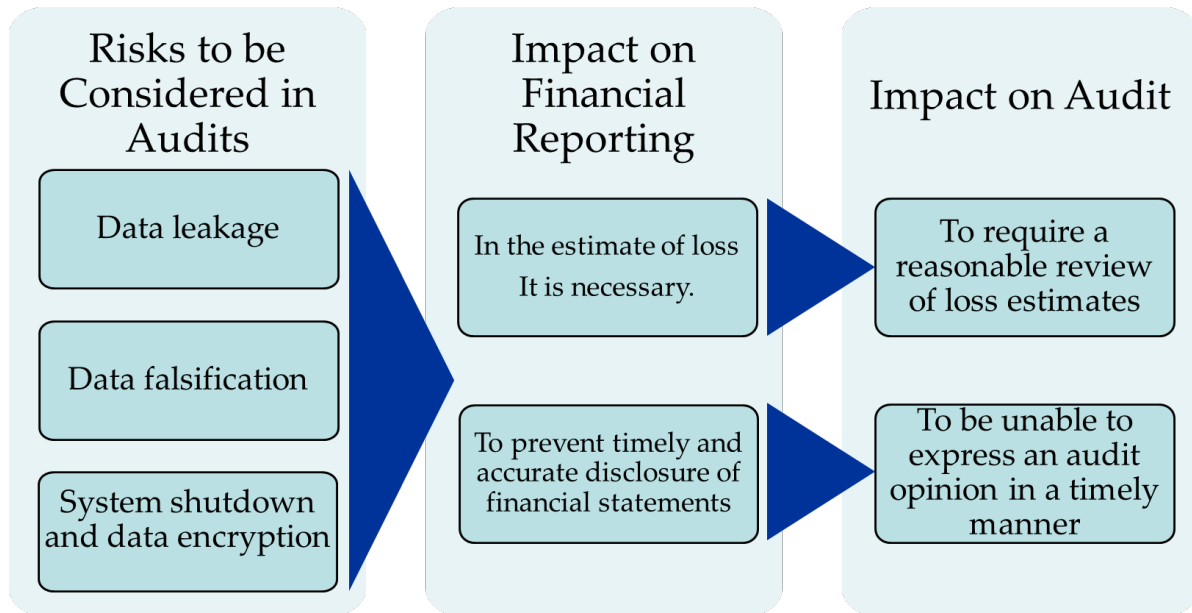 Risks to be
Considered in
Audits
Data leakage
Data falsification
System shutdown
and data encryption
Impact on
Financial
Reporting
In the estimate of loss
It is necessary.
To prevent timely and
accurate disclosure of
financial statements
Impact on Audit
To require a
reasonable review
of loss estimates
To be unable to
express an audit
opinion in a timely
manner